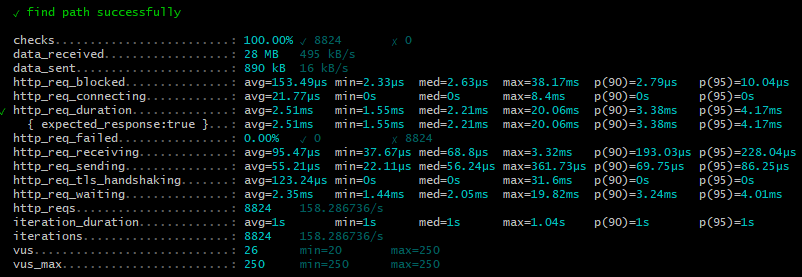 ✓ find path successfully
checks.........................: 100.00% ✓ 8824 ✗ 0
data_received..................: 28 MB 495 kB/s
data_sent......................: 890 kB 16 kB/s
http_req_blocked...............: avg=153.49µs min=2.33µs med=2.63µs max=38.17ms p(90)=2.79µs p(95)=10.04µs
http_req_connecting............: avg=21.77µs min=0s med=0s max=8.4ms p(90)=0s p(95)=0s
✓ http_req_duration..............: avg=2.51ms min=1.55ms med=2.21ms max=20.06ms p(90)=3.38ms p(95)=4.17ms
{ expected_response:true }...: avg=2.51ms min=1.55ms med=2.21ms max=20.06ms p(90)=3.38ms p(95)=4.17ms
http_req_failed................: 0.00% ✓ 0 ✗ 8824
http_req_receiving.............: avg=95.47µs min=37.67µs med=68.8µs max=3.32ms p(90)=193.03µs p(95)=228.04µs
http_req_sending...............: avg=55.21µs min=22.11µs med=56.24µs max=361.73µs p(90)=69.75µs p(95)=86.25µs
http_req_tls_handshaking.......: avg=123.24µs min=0s med=0s max=31.6ms p(90)=0s p(95)=0s
http_req_waiting...............: avg=2.35ms min=1.44ms med=2.05ms max=19.82ms p(90)=3.24ms p(95)=4.01ms
http_reqs......................: 8824 158.286736/s
iteration_duration.............: avg=1s min=1s med=1s max=1.04s p(90)=1s p(95)=1s
iterations.....................: 8824 158.286736/s
vus............................: 26 min=20 max=250
vus_max........................: 250 min=250 max=250